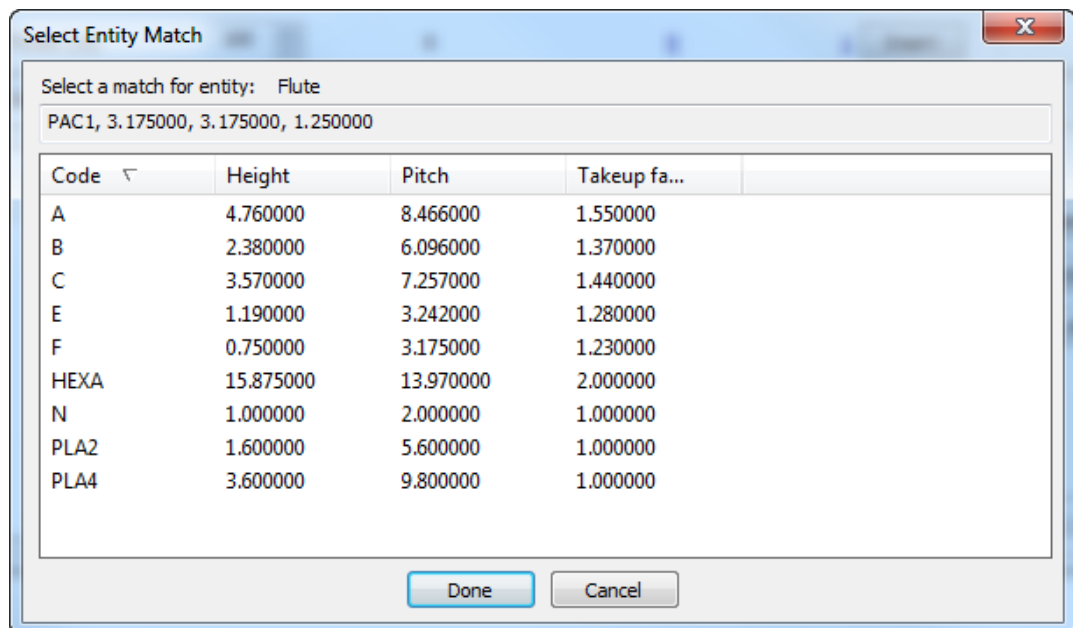 Select Entity Match
Select a match for entity: Flute
PAC1, 3.175000, 3.175000, 1.250000
Code Height Pitch Takeup fa...
A 4.760000 8.466000 1.550000
B 2.380000 6.096000 1.370000
C 3.570000 7.257000 1.440000
E 1.190000 3.242000 1.280000
F 0.750000 3.175000 1.230000
HEXA 15.875000 13.970000 2.000000
N 1.000000 2.000000 1.000000
PLA2 1.600000 5.600000 1.000000
PLA4 3.600000 9.800000 1.000000
Done Cancel